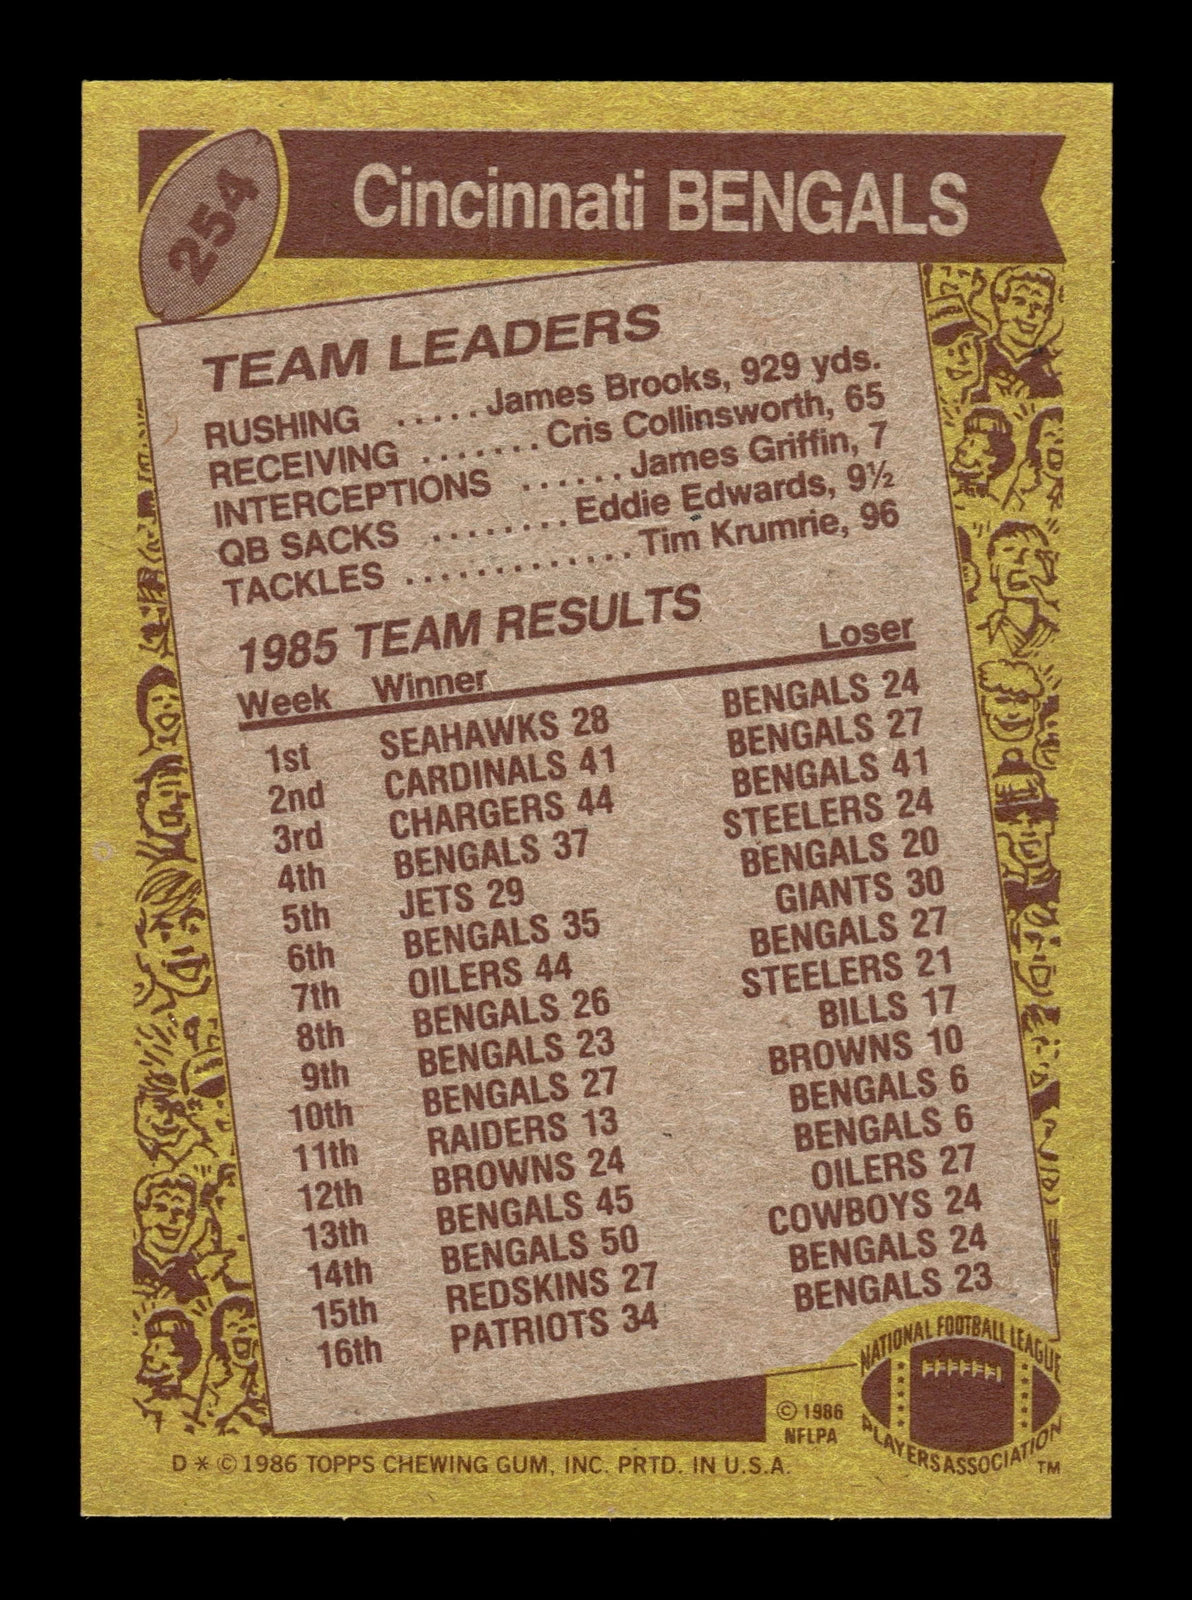 254
Cincinnati BENGALS
TEAM LEADERS
RUSHING ..... James Brooks, 929 yds.
RECEIVING ....... Cris Collinsworth, 65
INTERCEPTIONS ...... James Griffin, 7
QB SACKS ........ Eddie Edwards, 9½
TACKLES ............. Tim Krumrie, 96
1985 TEAM RESULTS
Week Winner Loser
1st SEAHAWKS 28 BENGALS 24
2nd CARDINALS 41 BENGALS 27
3rd CHARGERS 44 BENGALS 41
4th BENGALS 37 STEELERS 24
5th JETS 29 BENGALS 20
6th BENGALS 35 GIANTS 30
7th OILERS 44 BENGALS 27
8th BENGALS 26 STEELERS 21
9th BENGALS 23 BILLS 17
10th BENGALS 27 BROWNS 10
11th RAIDERS 13 BENGALS 6
12th BROWNS 24 BENGALS 6
13th BENGALS 45 OILERS 27
14th BENGALS 50 COWBOYS 24
15th REDSKINS 27 BENGALS 24
16th PATRIOTS 34 BENGALS 23
NATIONAL FOOTBALL LEAGUE
PLAYERS ASSOCIATION
TM
© 1986
NFLPA
D * © 1986 TOPPS CHEWING GUM, INC. PRTD. IN U.S.A.